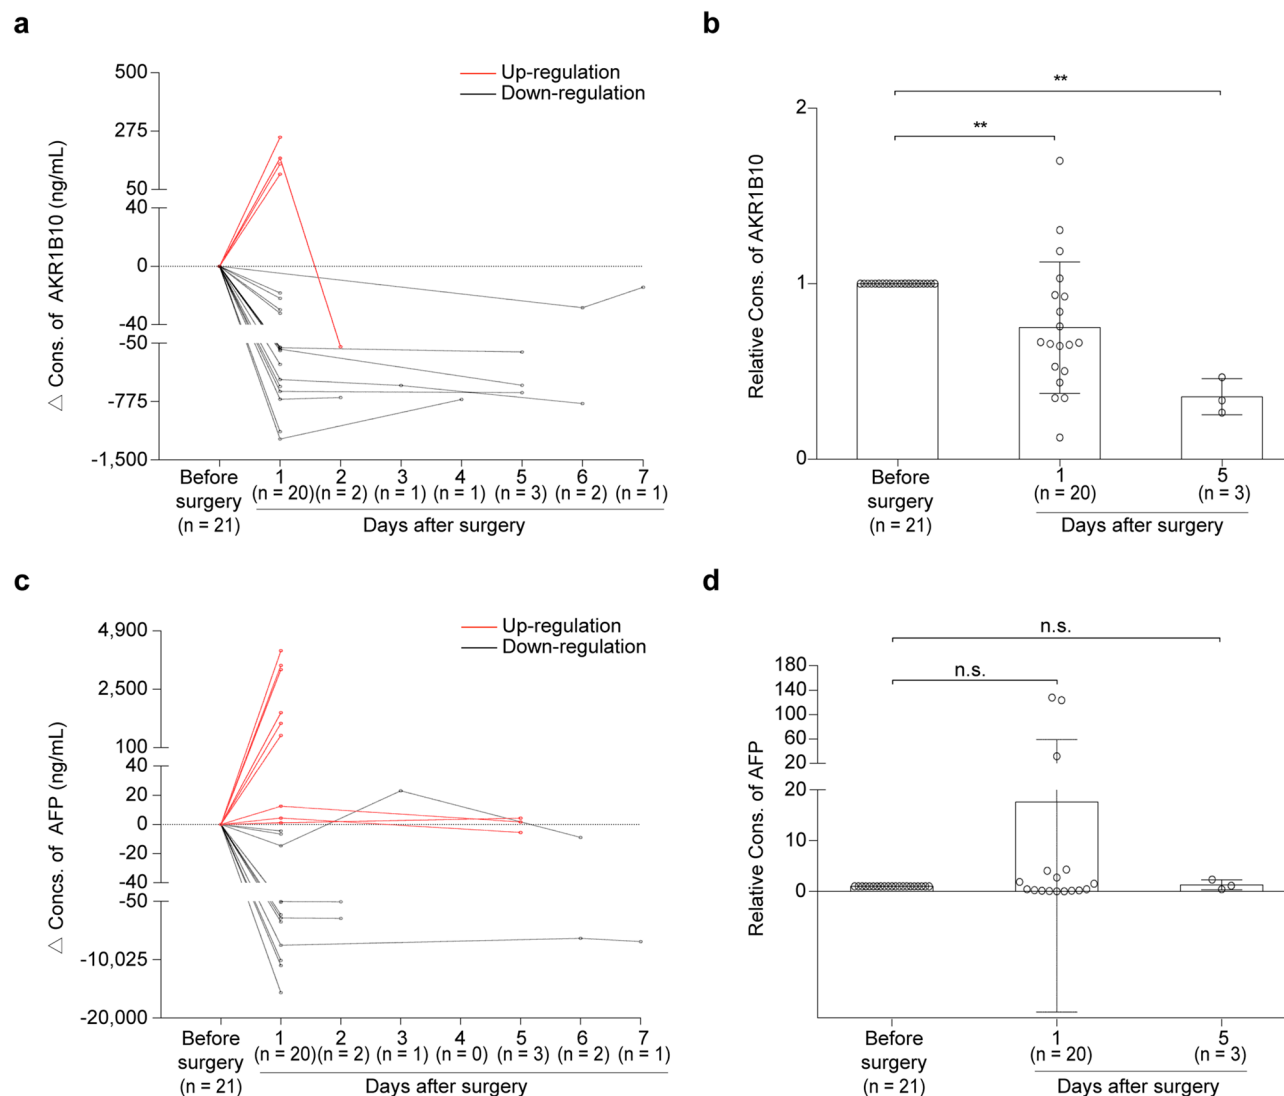 a
500
275
50
40
0
-40
-50
-775
-1,500
△ Cons. of AKR1B10 (ng/mL)
Up-regulation
Down-regulation
Before
surgery
(n = 21)
1 2 3 4 5 6 7
(n = 20) (n = 2) (n = 1) (n = 1) (n = 3) (n = 2) (n = 1)
Days after surgery
b
**
**
2
1
0
Relative Cons. of AKR1B10
Before
surgery
(n = 21)
1 5
(n = 20) (n = 3)
Days after surgery
c
4,900
2,500
100
40
20
0
-20
-40
-50
-10,025
-20,000
△ Concs. of AFP (ng/mL)
Up-regulation
Down-regulation
Before
surgery
(n = 21)
1 2 3 4 5 6 7
(n = 20) (n = 2) (n = 1) (n = 0) (n = 3) (n = 2) (n = 1)
Days after surgery
d
n.s.
n.s.
180
140
100
60
20
20
10
0
Relative Cons. of AFP
Before
surgery
(n = 21)
1 5
(n = 20) (n = 3)
Days after surgery